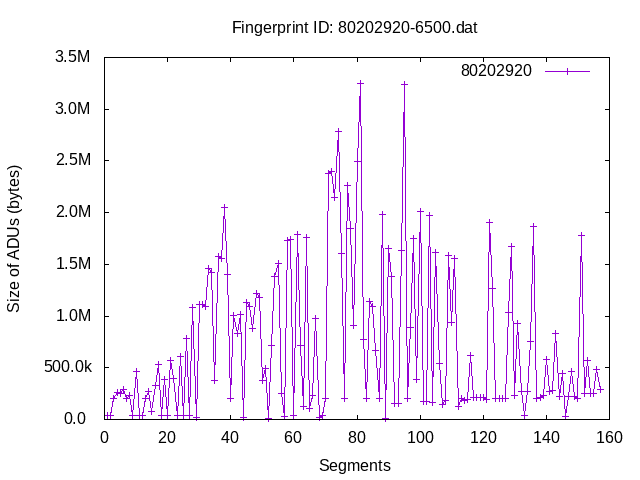 Fingerprint ID: 80202920-6500.dat
80202920
Size of ADUs (bytes)
3.5M
3.0M
2.5M
2.0M
1.5M
1.0M
500.0k
0.0
0 20 40 60 80 100 120 140 160
Segments